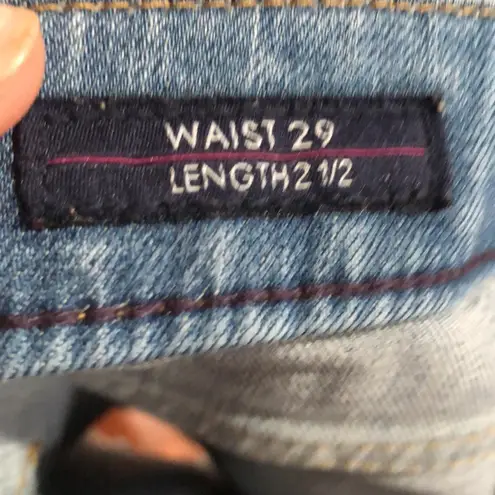 WAIST 29
LENGTH 2 1/2